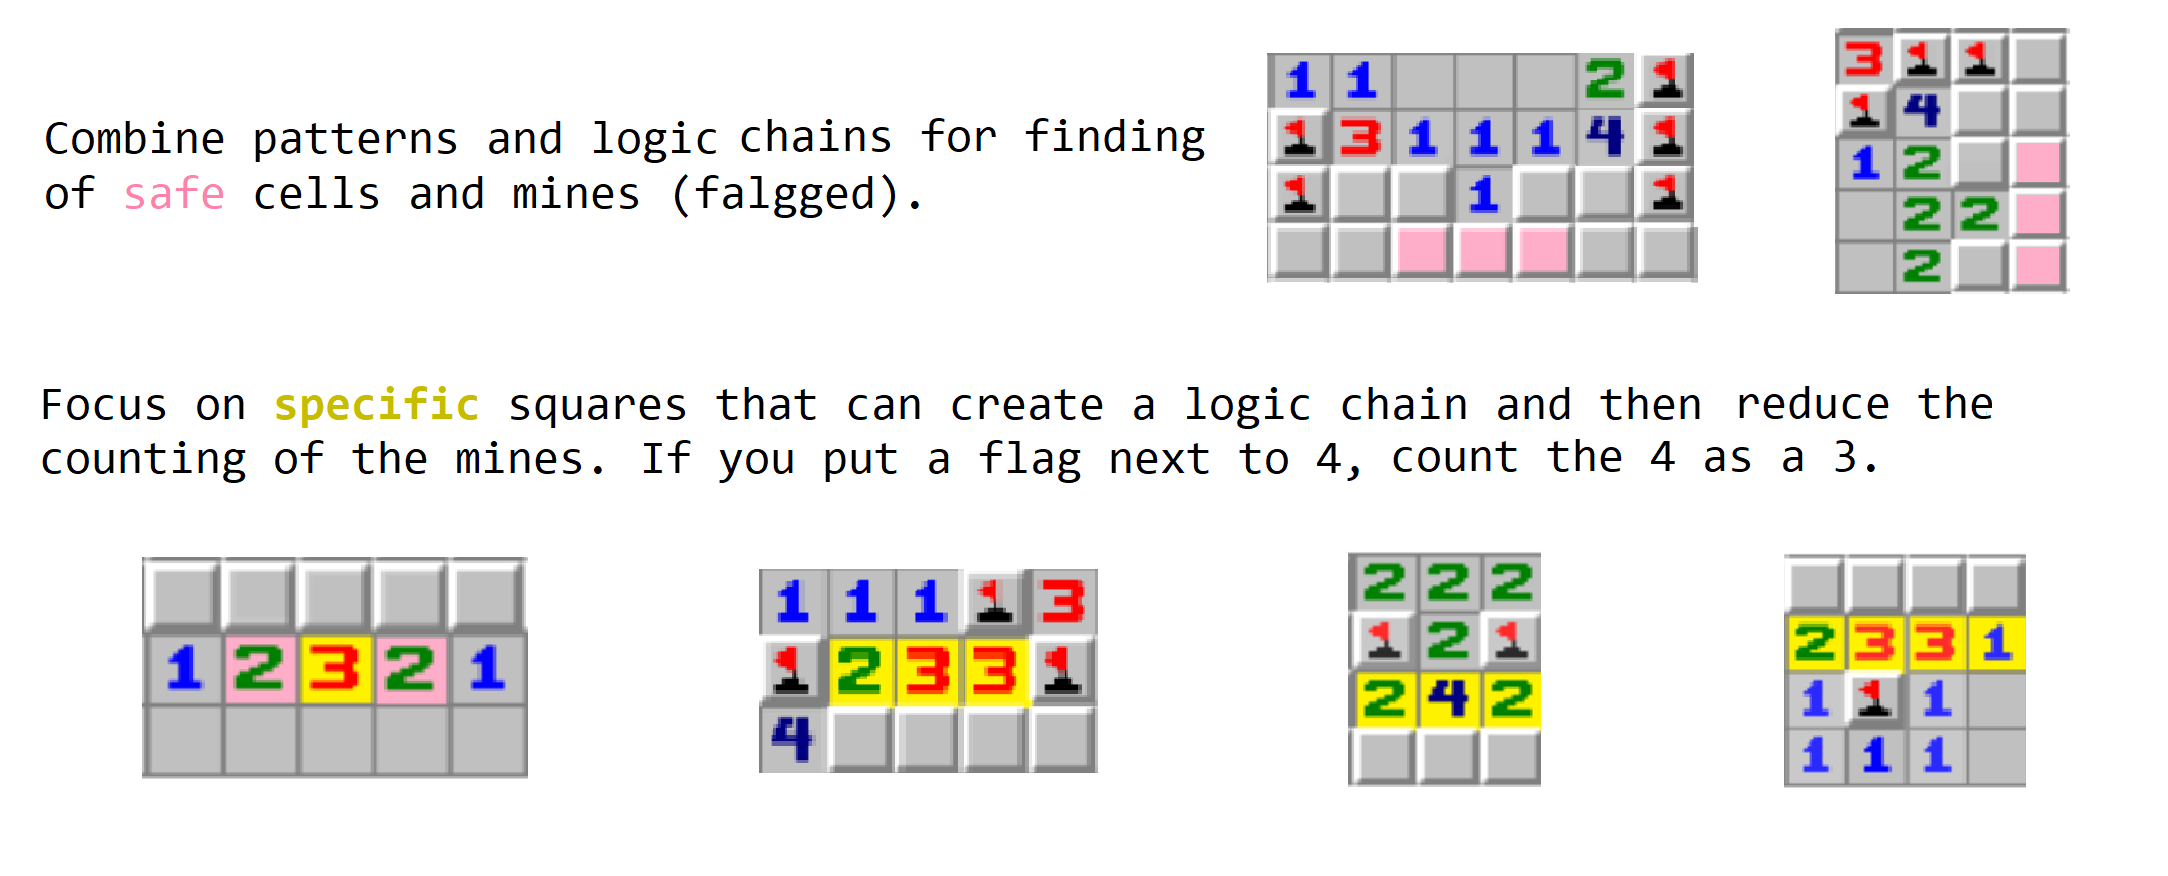 Combine patterns and logic chains for finding
of safe cells and mines (falgged).
1 1 2
3 1 1 1 4
1
3
4
1 2
2 2
2
Focus on specific squares that can create a logic chain and then reduce the
counting of the mines. If you put a flag next to 4, count the 4 as a 3.
1 2 3 2 1
1 1 1 3
2 3 3
4
2 2 2
2
2 4 2
2 3 3 1
1 1
1 1 1